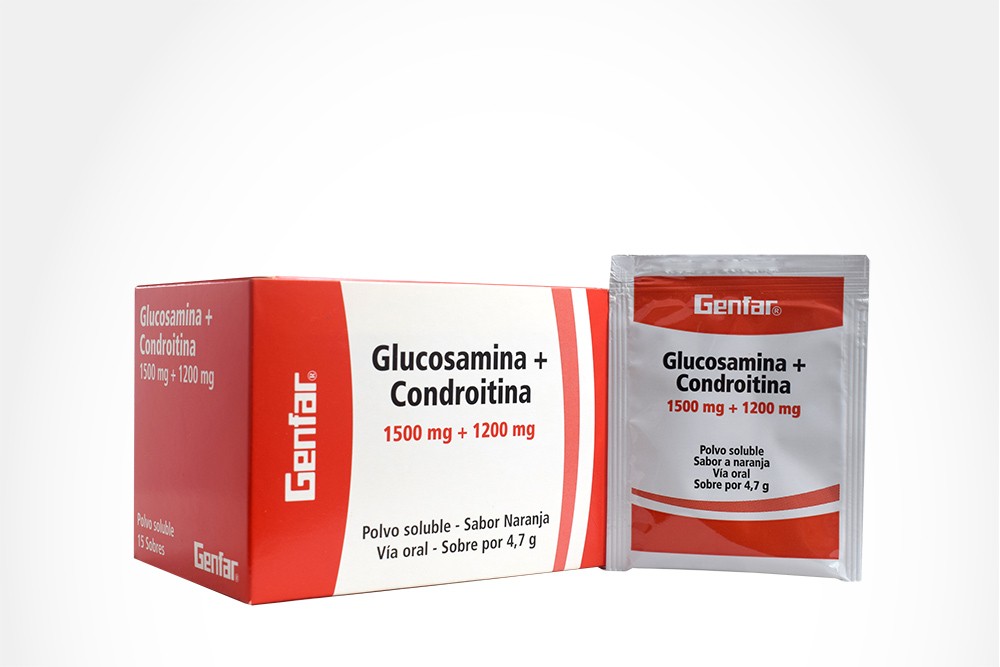 Glucosamina +
Condroitina
1500 mg + 1200 mg
Polvo soluble
15 Sobres
Genfar®
Genfar®
Glucosamina +
Condroitina
1500 mg + 1200 mg
Polvo soluble - Sabor Naranja
Vía oral - Sobre por 4,7 g
Genfar®
Glucosamina +
Condroitina
1500 mg + 1200 mg
Polvo soluble
Sabor a naranja
Vía oral
Sobre por 4,7 g